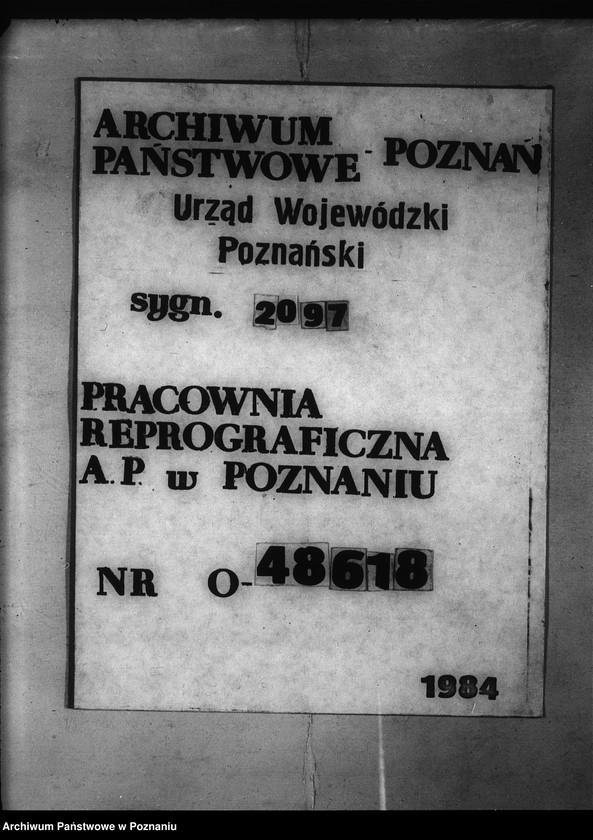 ARCHIWUM
PAŃSTWOWE - POZNAŃ
Urząd Wojewódzki
Poznański
sygn. 2097
PRACOWNIA
REPROGRAFICZNA
A.P. w POZNANIU
NR O-48618
1984
Archiwum Państwowe w Poznaniu